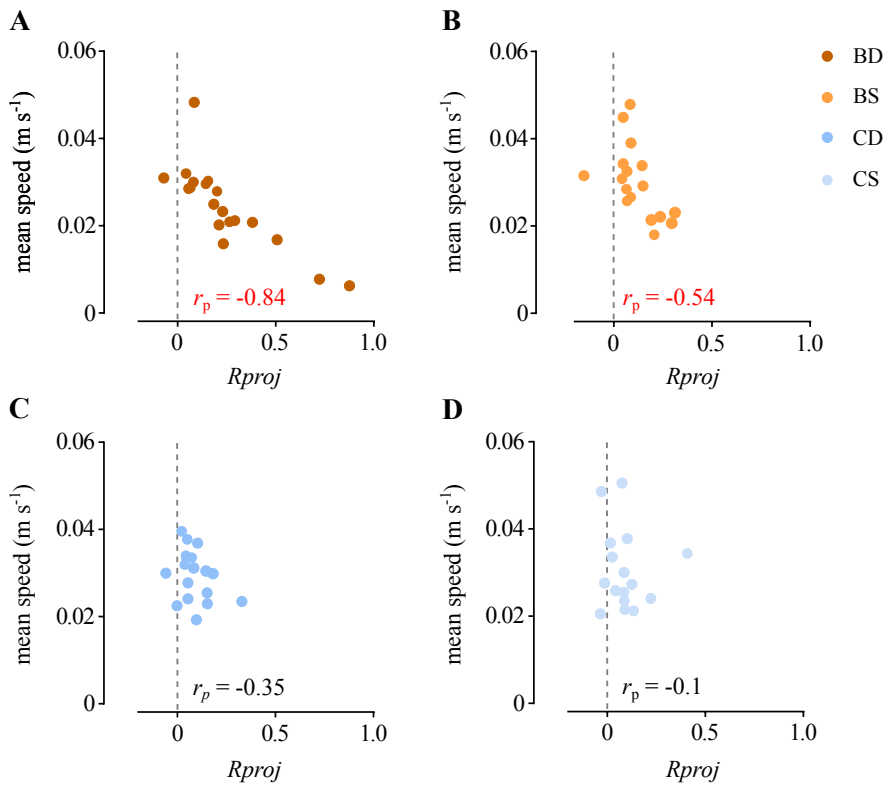 A
mean speed (m s⁻¹)
0.06
0.04
0.02
0
rₚ = -0.84
0
0.5
1.0
Rproj
B
mean speed (m s⁻¹)
0.06
0.04
0.02
0
rₚ = -0.54
0
0.5
1.0
Rproj
BD
BS
CD
CS
C
mean speed (m s⁻¹)
0.06
0.04
0.02
0
rₚ = -0.35
0
0.5
1.0
Rproj
D
mean speed (m s⁻¹)
0.06
0.04
0.02
0
rₚ = -0.1
0
0.5
1.0
Rproj